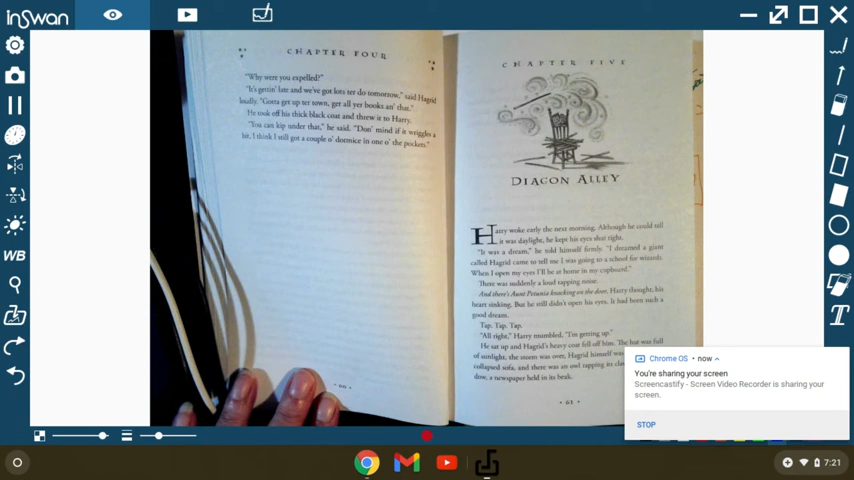 inSwan
CHAPTER FOUR
"Why were you expelled?"
"It's gettin' late and we've got lots ter do tomorrow," said Hagrid
loudly. "Gotta get up ter town, get all yer books an' that."
He took off his thick black coat and threw it to Harry.
"You can kip under that," he said. "Don' mind if it wriggles a
bit, I think I still got a couple o' dormice in one o' the pockets."
60
CHAPTER FIVE
DIAGON ALLEY
Harry woke early the next morning. Although he could tell
it was daylight, he kept his eyes shut tight.
"It was a dream," he told himself firmly. "I dreamed a giant
called Hagrid came to tell me I was going to a school for wizards.
When I open my eyes I'll be at home in my cupboard."
There was suddenly a loud tapping noise.
And there's Aunt Petunia knocking on the door, Harry thought, his
heart sinking. But he still didn't open his eyes. It had been such a
good dream.
Tap. Tap. Tap.
"All right," Harry mumbled, "I'm getting up."
He sat up and Hagrid's heavy coat fell off him. The hut was full
of sunlight, the storm was over, Hagrid himself was
collapsed sofa, and there was an owl rapping its
dow, a newspaper held in its beak.
61
WB
T
Chrome OS • now
You're sharing your screen
Screencastify - Screen Video Recorder is sharing your
screen.
STOP
7:21